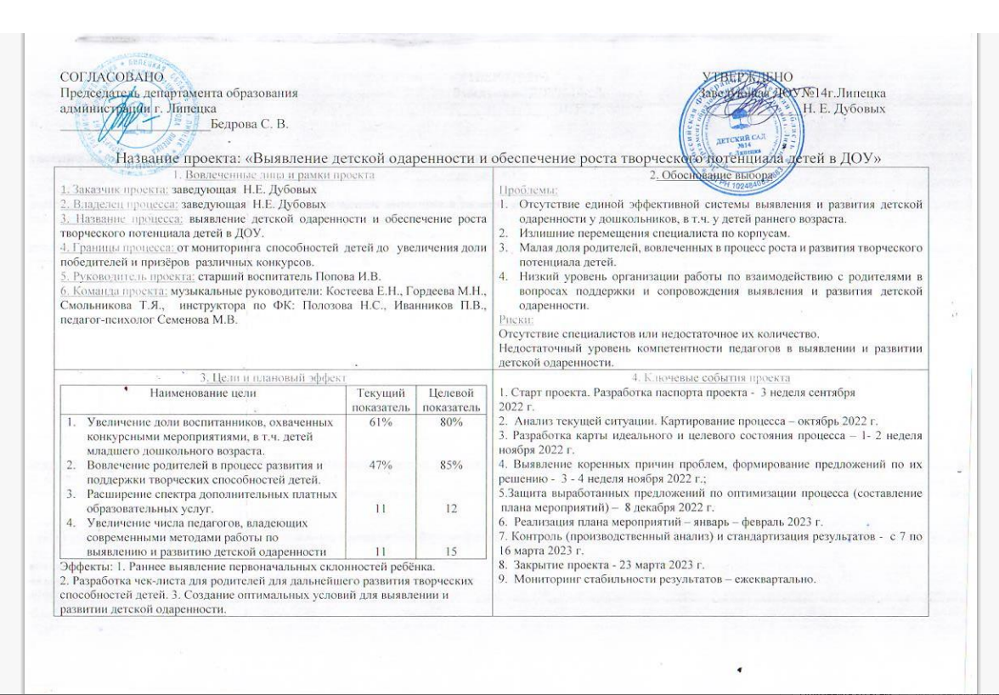 СОГЛАСОВАНО
Председатель департамента образования
администрации г. Липецка
Бедрова С. В.
УТВЕРЖДЕНО
Заведующая ДОУ№14г.Липецка
Н. Е. Дубовых
ДЕТСКИЙ САД
№14
г. Липецка
Название проекта: «Выявление детской одаренности и обеспечение роста творческого потенциала детей в ДОУ»
1. Вовлеченные лица и рамки проекта
1. Заказчик проекта: заведующая Н.Е. Дубовых
2. Владелец процесса: заведующая Н.Е. Дубовых
3. Название процесса: выявление детской одаренности и обеспечение роста
творческого потенциала детей в ДОУ.
4. Границы процесса: от мониторинга способностей детей до увеличения доли
победителей и призёров различных конкурсов.
5. Руководитель проекта: старший воспитатель Попова И.В.
6. Команда проекта: музыкальные руководители: Костеева Е.Н., Гордеева М.Н.,
Смольникова Т.Я., инструктора по ФК: Полозова Н.С., Иванников П.В.,
педагог-психолог Семенова М.В.
2. Обоснование выбора
Проблемы:
1. Отсутствие единой эффективной системы выявления и развития детской
одаренности у дошкольников, в т.ч. у детей раннего возраста.
2. Излишние перемещения специалиста по корпусам.
3. Малая доля родителей, вовлеченных в процесс роста и развития творческого
потенциала детей.
4. Низкий уровень организации работы по взаимодействию с родителями в
вопросах поддержки и сопровождения выявления и развития детской
одаренности.
Риски:
Отсутствие специалистов или недостаточное их количество.
Недостаточный уровень компетентности педагогов в выявлении и развитии
детской одаренности.
3. Цели и плановый эффект
Наименование цели Текущий Целевой
показатель показатель
1. Увеличение доли воспитанников, охваченных 61% 80%
конкурсными мероприятиями, в т.ч. детей
младшего дошкольного возраста.
2. Вовлечение родителей в процесс развития и 47% 85%
поддержки творческих способностей детей.
3. Расширение спектра дополнительных платных
образовательных услуг. 11 12
4. Увеличение числа педагогов, владеющих
современными методами работы по
выявлению и развитию детской одаренности 11 15
Эффекты: 1. Раннее выявление первоначальных склонностей ребёнка.
2. Разработка чек-листа для родителей для дальнейшего развития творческих
способностей детей. 3. Создание оптимальных условий для выявлении и
развитии детской одаренности.
4. Ключевые события проекта
1. Старт проекта. Разработка паспорта проекта - 3 неделя сентября
2022 г.
2. Анализ текущей ситуации. Картирование процесса – октябрь 2022 г.
3. Разработка карты идеального и целевого состояния процесса – 1- 2 неделя
ноября 2022 г.
4. Выявление коренных причин проблем, формирование предложений по их
решению - 3 - 4 неделя ноября 2022 г.;
5.Защита выработанных предложений по оптимизации процесса (составление
плана мероприятий) – 8 декабря 2022 г.
6. Реализация плана мероприятий – январь – февраль 2023 г.
7. Контроль (производственный анализ) и стандартизация результатов - с 7 по
16 марта 2023 г.
8. Закрытие проекта - 23 марта 2023 г.
9. Мониторинг стабильности результатов – ежеквартально.